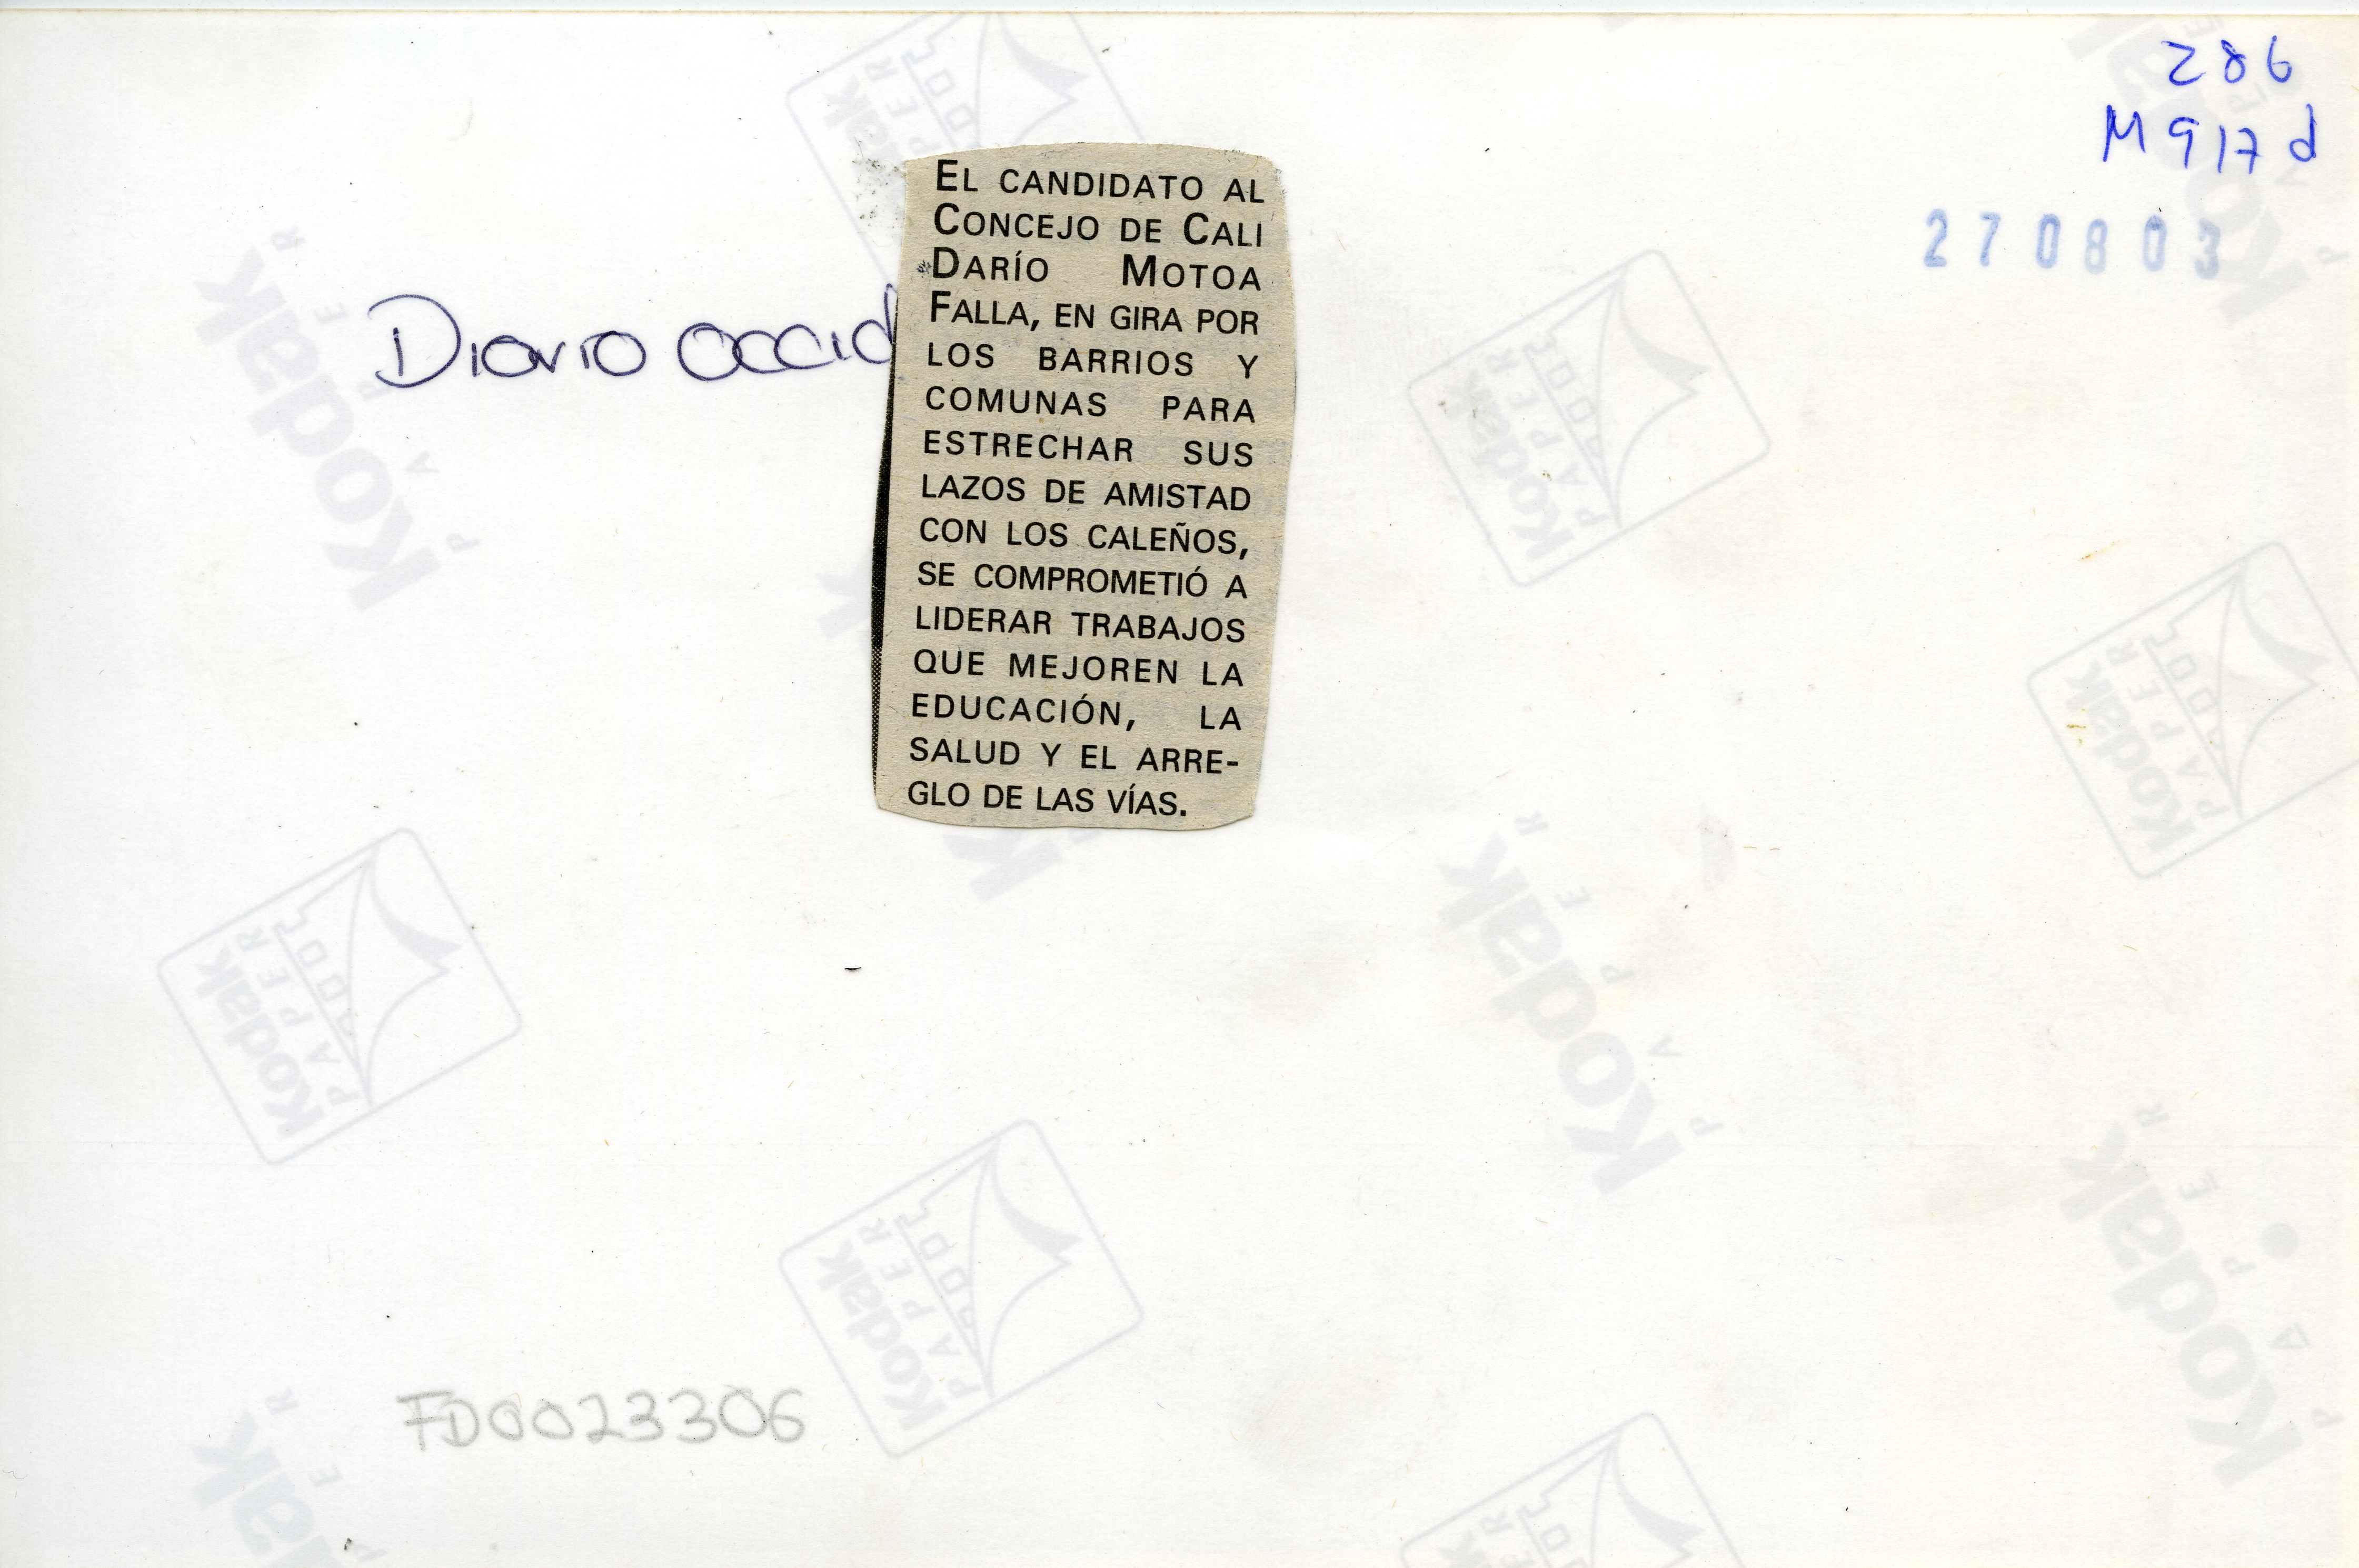 286
M 917 d
270803
Diario occid
EL CANDIDATO AL
CONCEJO DE CALI
DARÍO MOTOA
FALLA, EN GIRA POR
LOS BARRIOS Y
COMUNAS PARA
ESTRECHAR SUS
LAZOS DE AMISTAD
CON LOS CALEÑOS,
SE COMPROMETIÓ A
LIDERAR TRABAJOS
QUE MEJOREN LA
EDUCACIÓN, LA
SALUD Y EL ARRE-
GLO DE LAS VÍAS.
FD0023306